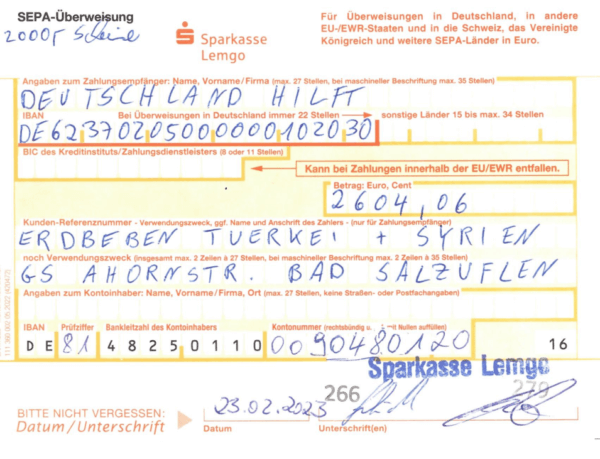 SEPA-Überweisung
2000,- Scheine
Sparkasse
Lemgo
Für Überweisungen in Deutschland, in andere
EU-/EWR-Staaten und in die Schweiz, das Vereinigte
Königreich und weitere SEPA-Länder in Euro.
Angaben zum Zahlungsempfänger: Name, Vorname/Firma (max. 27 Stellen, bei maschineller Beschriftung max. 35 Stellen)
DEUTSCHLAND HILFT
IBAN Bei Überweisungen in Deutschland immer 22 Stellen sonstige Länder 15 bis max. 34 Stellen
DE62370205000000102030
BIC des Kreditinstituts/Zahlungsdienstleisters (8 oder 11 Stellen)
Kann bei Zahlungen innerhalb der EU/EWR entfallen.
Betrag: Euro, Cent
2604,06
Kunden-Referenznummer - Verwendungszweck, ggf. Name und Anschrift des Zahlers - (nur für Zahlungsempfänger)
ERDBEBEN TUERKEI + SYRIEN
noch Verwendungszweck (insgesamt max. 2 Zeilen à 27 Stellen, bei maschineller Beschriftung max. 2 Zeilen à 35 Stellen)
GS AHORNSTR. BAD SALZUFLEN
Angaben zum Kontoinhaber: Name, Vorname/Firma, Ort (max. 27 Stellen, keine Straßen- oder Postfachangaben)
IBAN Prüfziffer Bankleitzahl des Kontoinhabers Kontonummer (rechtsbündig u. mit Nullen auffüllen)
DE 81 48250110 0090480120 16
Sparkasse Lemgo
266 279
BITTE NICHT VERGESSEN:
Datum/Unterschrift
23.02.2023
Datum Unterschrift(en)